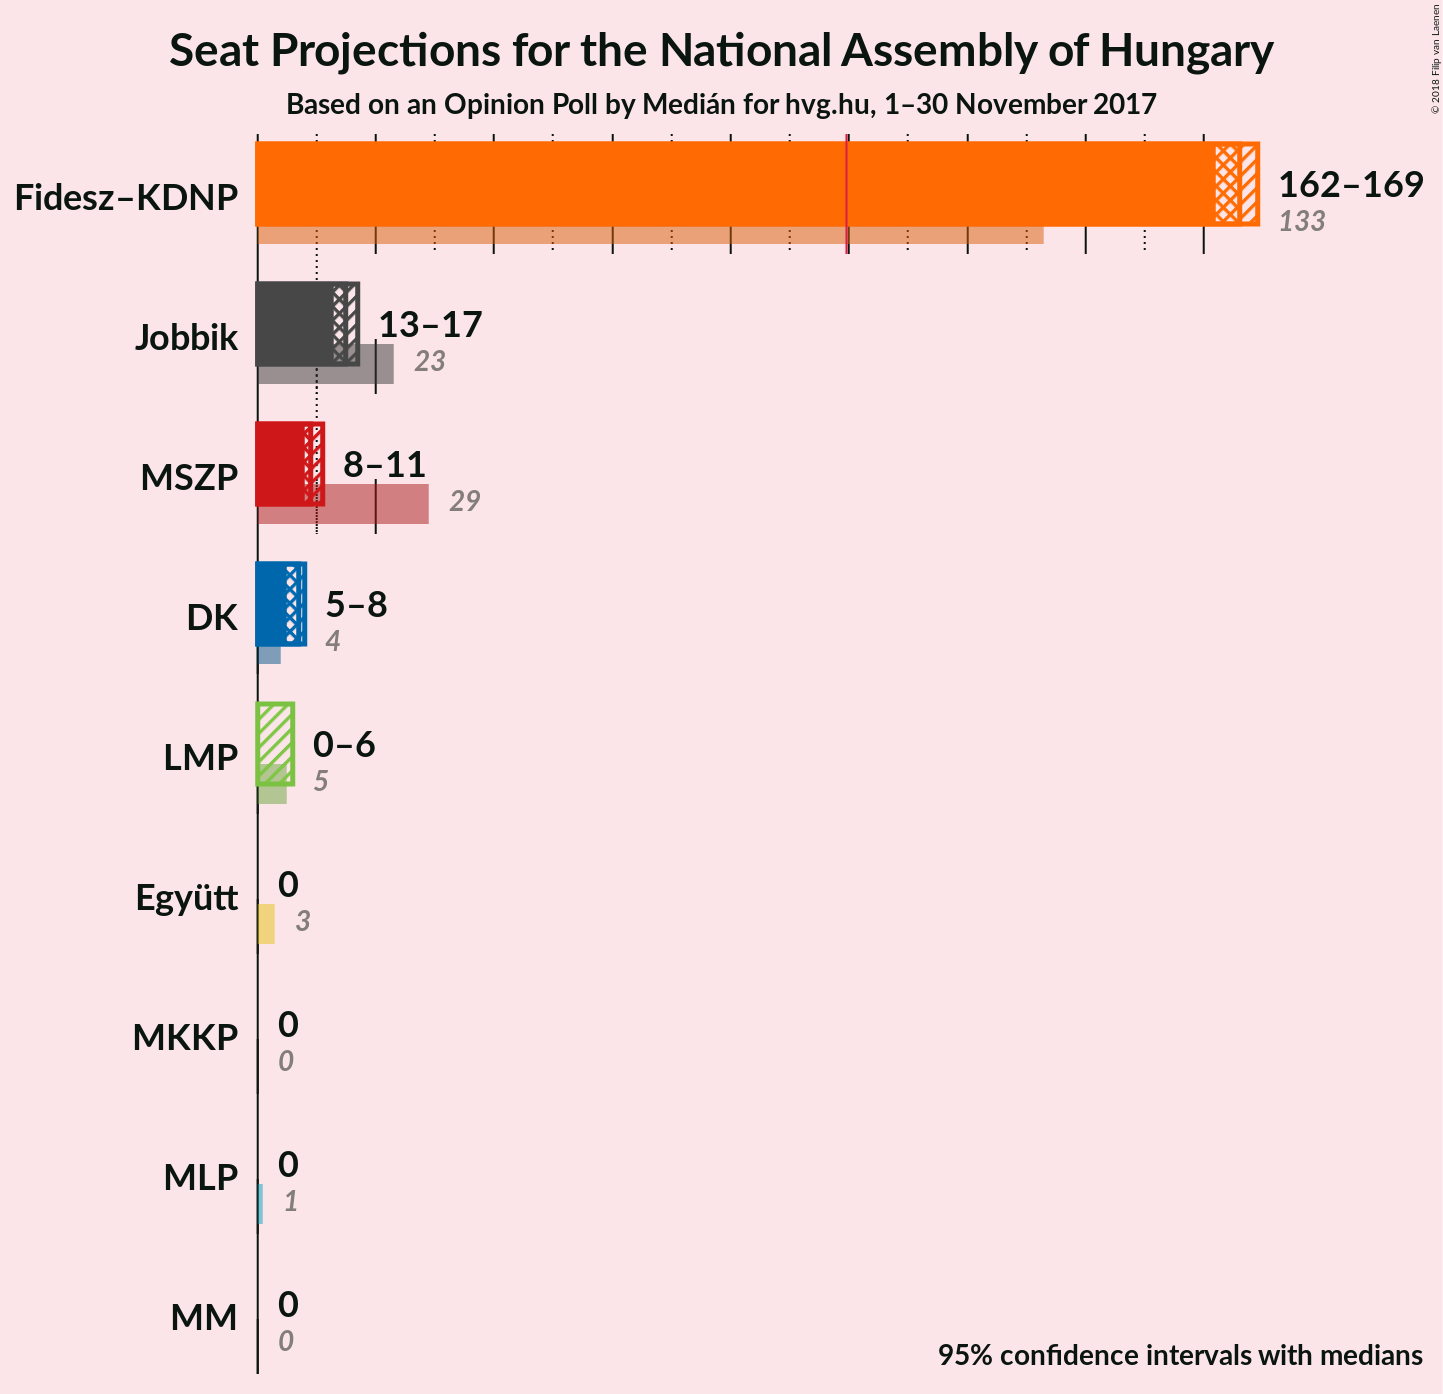 Seat Projections for the National Assembly of Hungary
Based on an Opinion Poll by Medián for hvg.hu, 1–30 November 2017
© 2018 Filip van Laenen
Fidesz–KDNP
162–169
133
Jobbik
13–17
23
MSZP
8–11
29
DK
5–8
4
LMP
0–6
5
Együtt
0
3
MKKP
0
0
MLP
0
1
MM
0
0
95% confidence intervals with medians